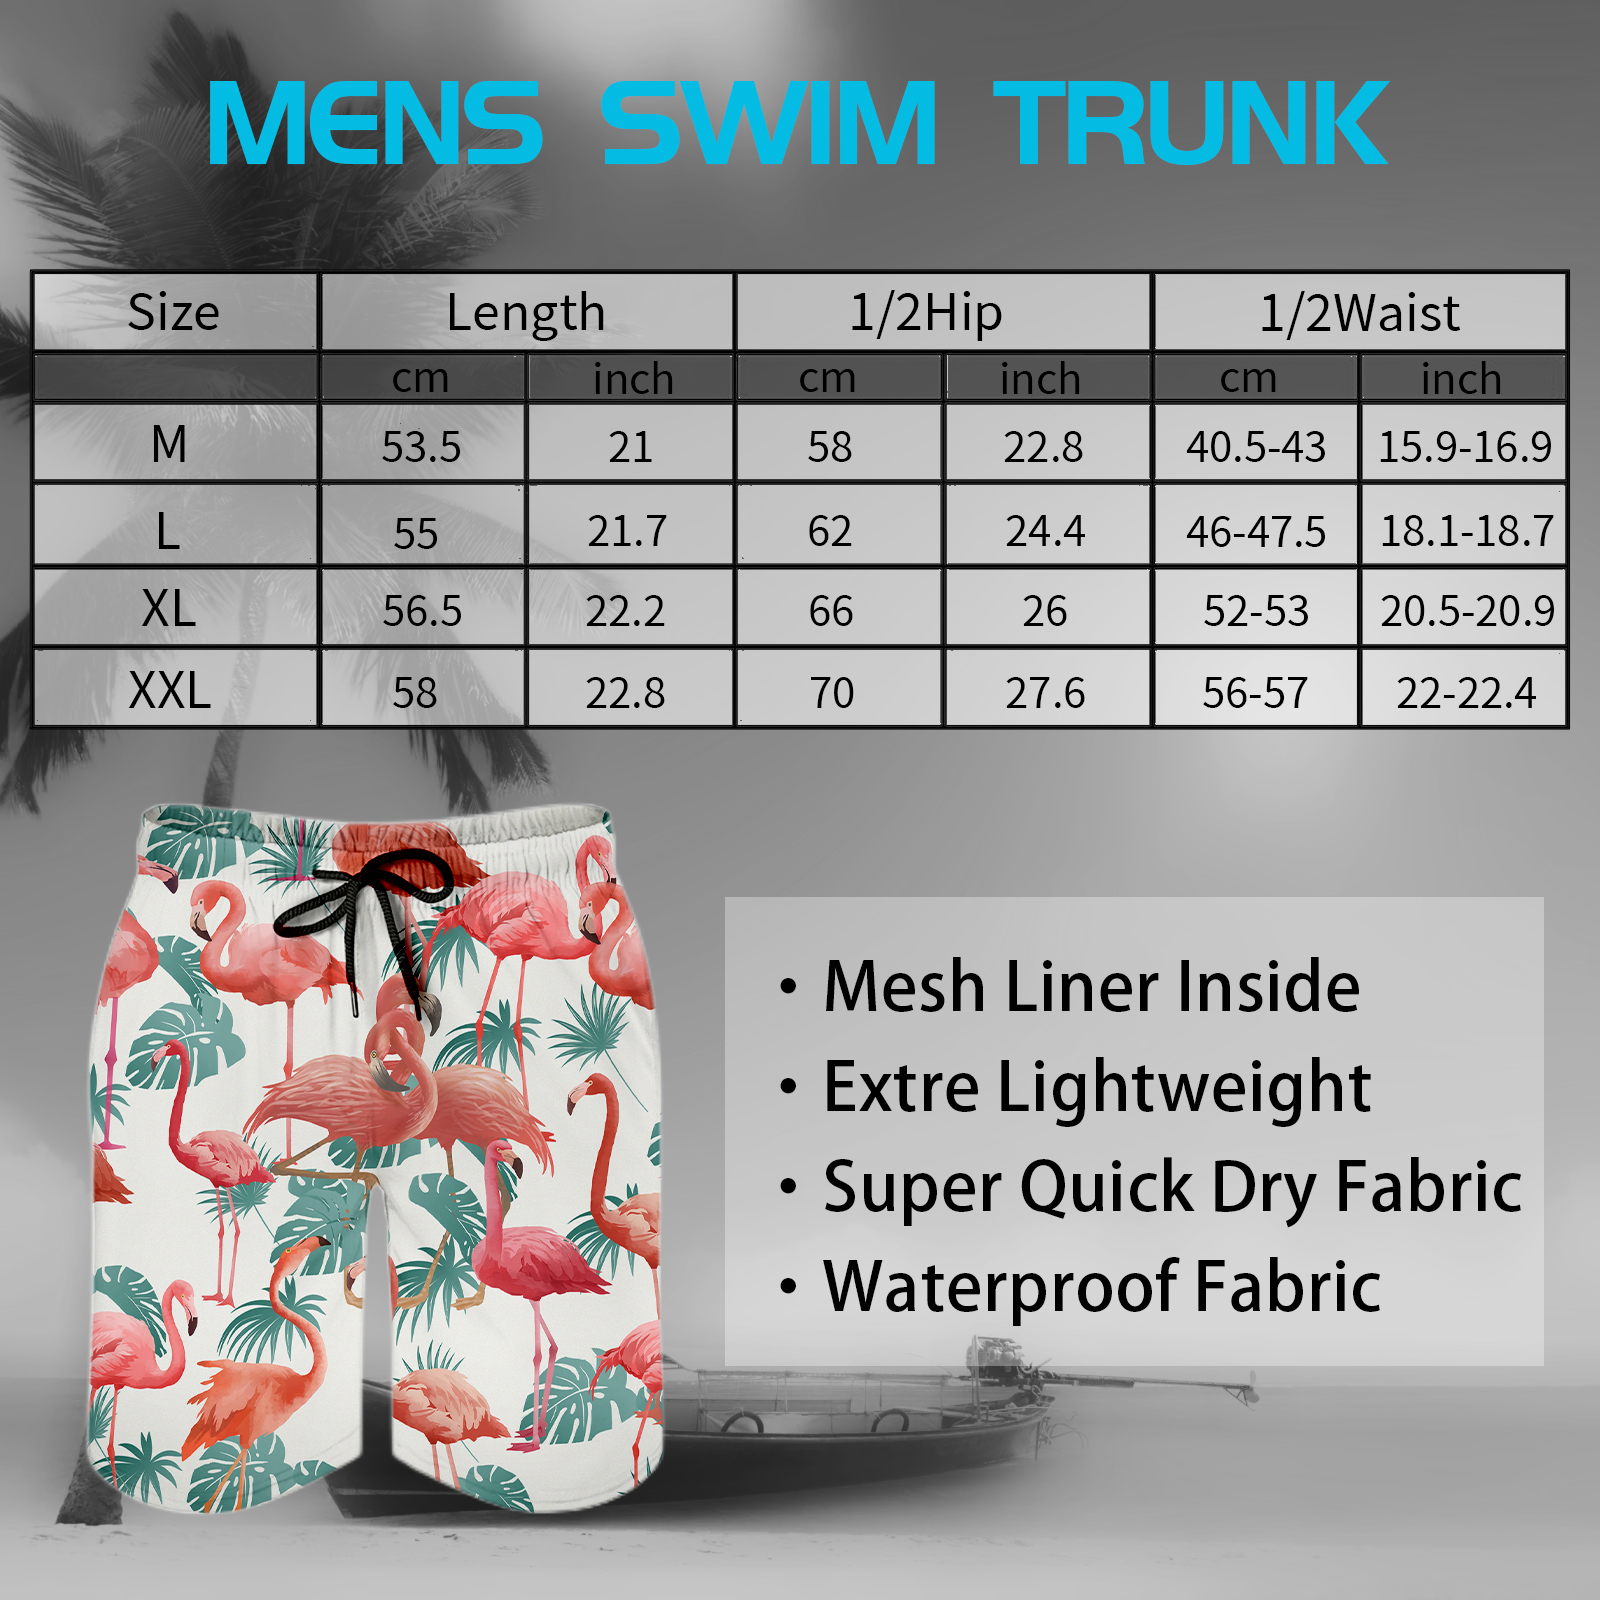 MENS SWIM TRUNK
Size Length 1/2Hip 1/2Waist
cm inch cm inch cm inch
M 53.5 21 58 22.8 40.5-43 15.9-16.9
L 55 21.7 62 24.4 46-47.5 18.1-18.7
XL 56.5 22.2 66 26 52-53 20.5-20.9
XXL 58 22.8 70 27.6 56-57 22-22.4
• Mesh Liner Inside
• Extre Lightweight
• Super Quick Dry Fabric
• Waterproof Fabric